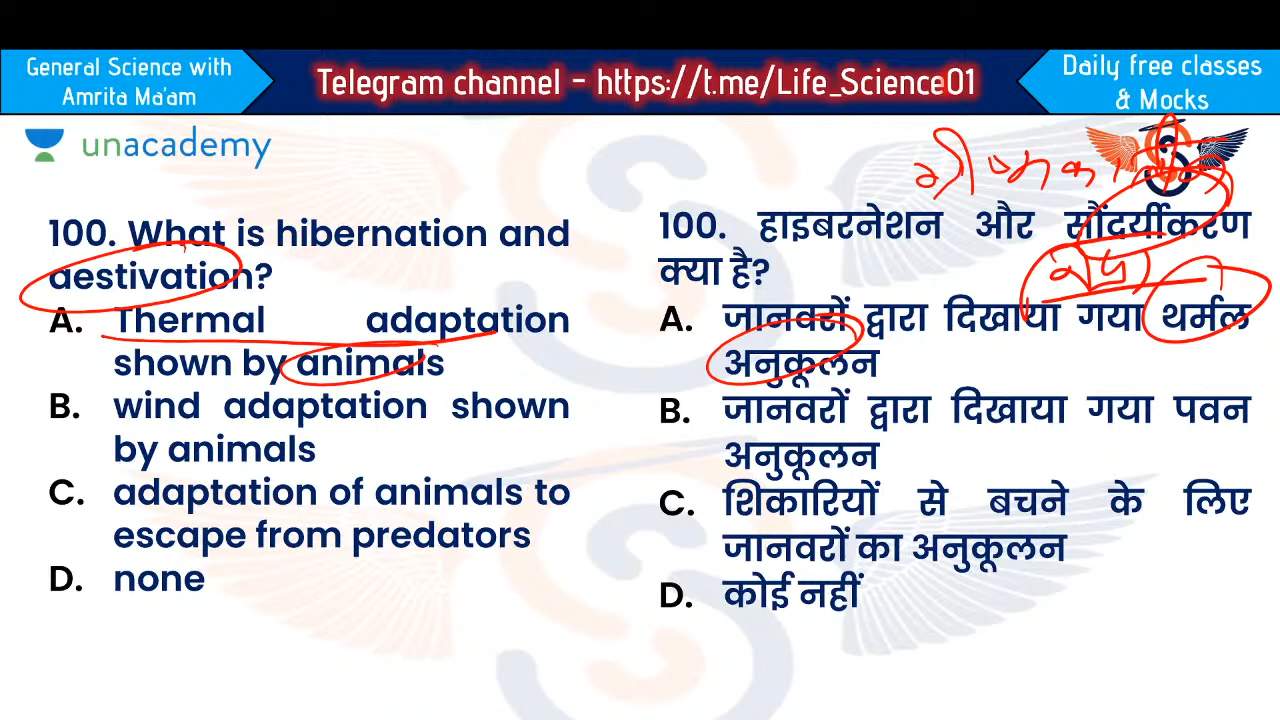 General Science with
Amrita Ma'am
Telegram channel - https://t.me/Life_Science01
Daily free classes
& Mocks
unacademy
100. What is hibernation and
aestivation?
A. Thermal adaptation
shown by animals
B. wind adaptation shown
by animals
C. adaptation of animals to
escape from predators
D. none
100. हाइबरनेशन और सौंदर्यीकरण
क्या है?
A. जानवरों द्वारा दिखाया गया थर्मल
अनुकूलन
B. जानवरों द्वारा दिखाया गया पवन
अनुकूलन
C. शिकारियों से बचने के लिए
जानवरों का अनुकूलन
D. कोई नहीं